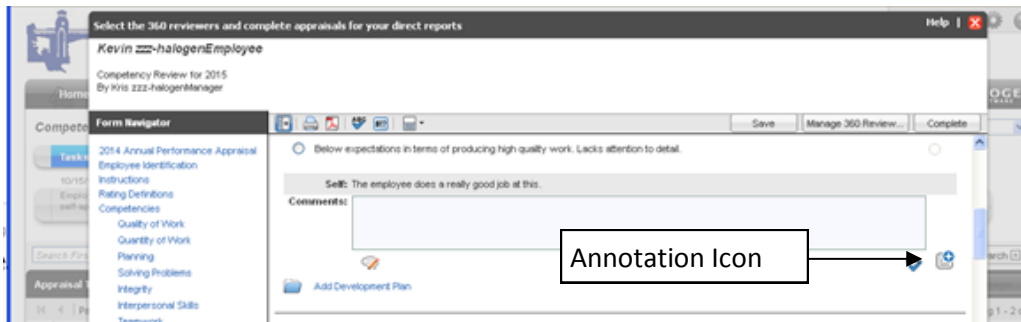 Select the 360 reviewers and complete appraisals for your direct reports
Help |
Kevin zzz-halogenEmployee
Competency Review for 2015
By Kris zzz-halogenManager
Home
Compete
Form Navigator
Save
Manage 360 Review...
Complete
Tasks
2014 Annual Performance Appraisal
Employee Identification
Instructions
Rating Definitions
Competencies
Quality of Work
Quantity of Work
Planning
Solving Problems
Integrity
Interpersonal Skills
Teamwork
Below expectations in terms of producing high quality work. Lacks attention to detail.
Self: The employee does a really good job at this.
Comments:
Annotation Icon
Add Development Plan
Search Firs
Appraisal T